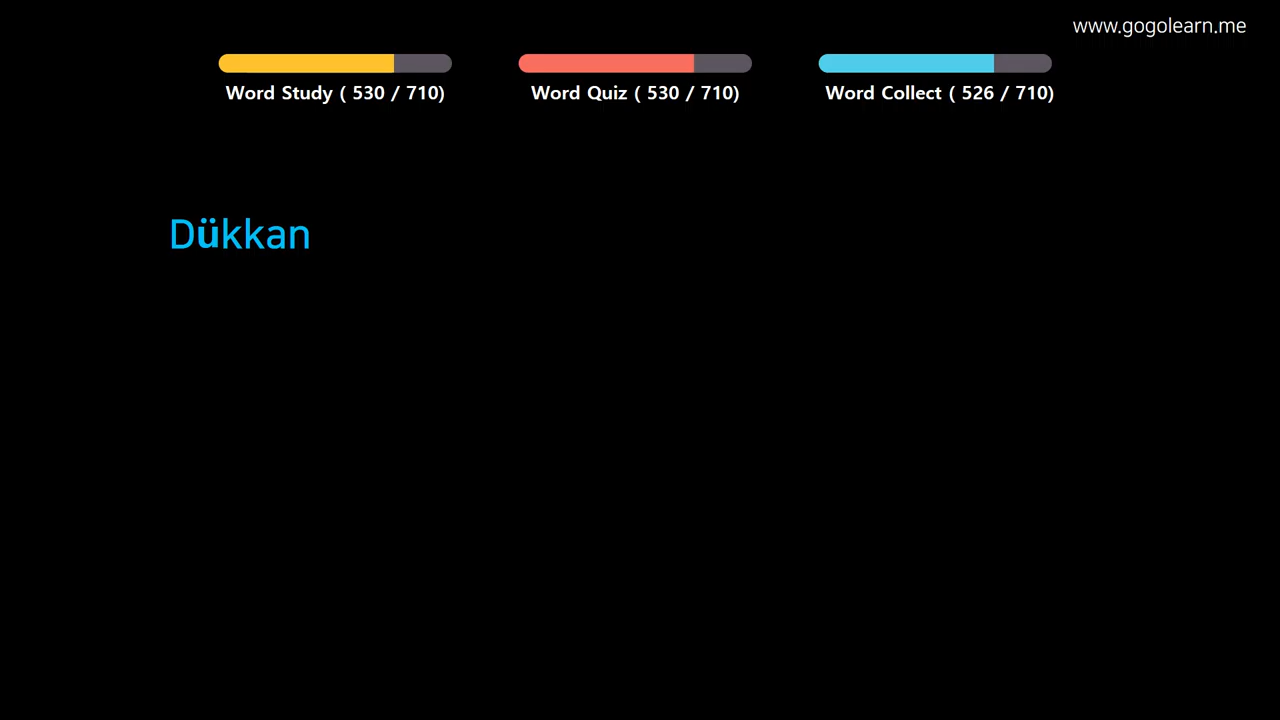 www.gogolearn.me
Word Study ( 530 / 710)
Word Quiz ( 530 / 710)
Word Collect ( 526 / 710)
Dükkan